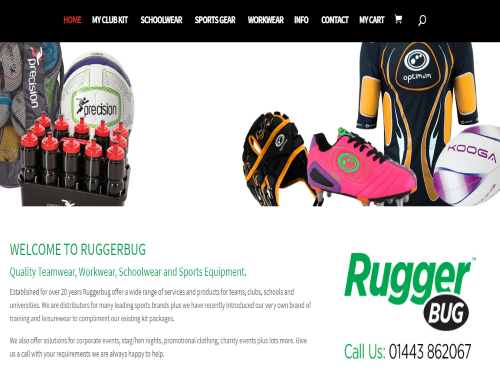 HOME MY CLUB KIT SCHOOLWEAR SPORTS GEAR WORKWEAR INFO CONTACT MY CART
precision
precision
optimum
KOOGA
WELCOME TO RUGGERBUG
Quality Teamwear, Workwear, Schoolwear and Sports Equipment.
Established for over 20 years Ruggerbug offer a wide range of services and products for teams, clubs, schools and
universities. We are distributors for many leading sports brands plus we have recently introduced our very own brand of
training and leisurewear to compliment our existing kit packages.
We also offer solutions for corporate events, stag/hen nights, promotional clothing, charity events plus lots more. Give
us a call with your requirements we are always happy to help.
Rugger™
BUG
Call Us: 01443 862067